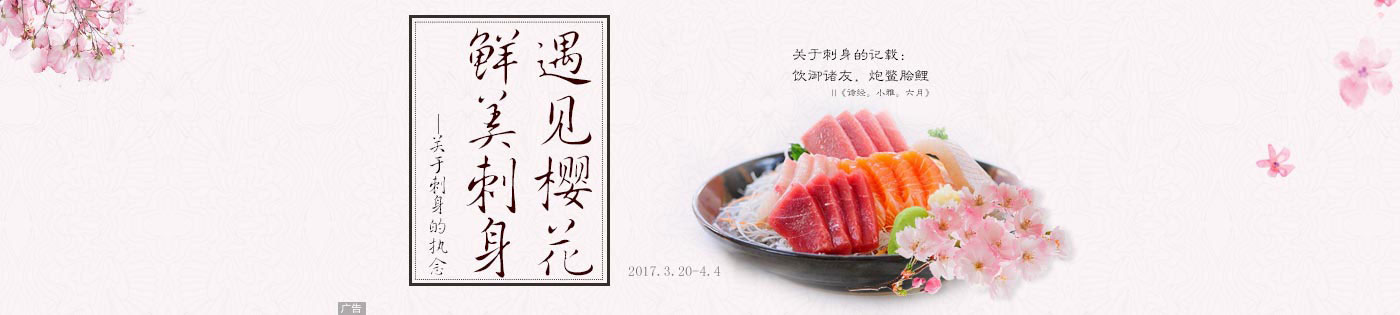 遇见樱花
鲜美刺身
—关于刺身的执念
关于刺身的记载：
饮御诸友，炮鳖脍鲤
||《诗经。小雅。六月》
2017.3.20-4.4
广告